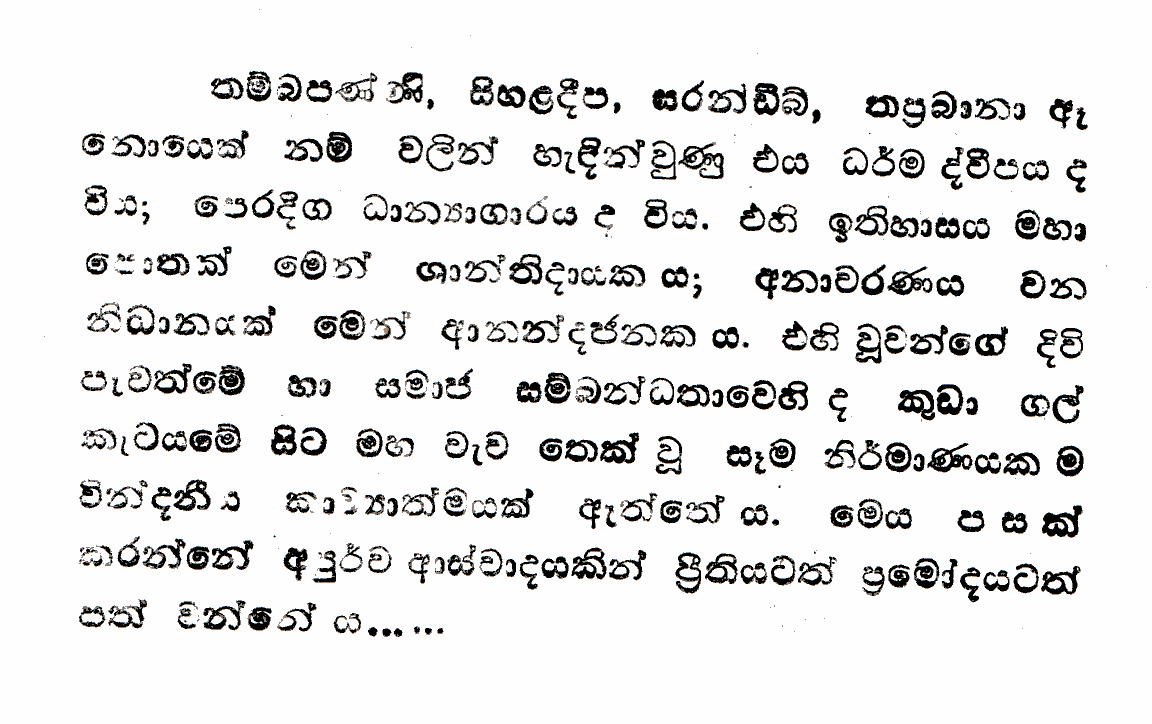 තම්බපණ්ණි, සිහළදීප, සරන්ඩීබ්, තප්‍රබානා ඈ
නොයෙක් නම් වලින් හැඳින්වුණු එය ධර්ම ද්වීපය ද
විය; පෙරදිග ධාන්‍යාගාරය ද විය. එහි ඉතිහාසය මහා
පොතක් මෙන් ශාන්තිදායක ය; අනාවරණය වන
නිධානයක් මෙන් ආනන්දජනක ය. එහි වූවන්ගේ දිවි
පැවත්මේ හා සමාජ සම්බන්ධතාවෙහි ද කුඩා ගල්
කැටයමේ සිට මහ වැව තෙක් වූ සෑම නිර්මාණයක ම
වින්දනීය කාව්‍යාත්මයක් ඇත්තේ ය. මෙය පසක්
කරන්නේ අපූර්ව ආස්වාදයකින් ප්‍රීතියටත් ප්‍රමෝදයටත්
පත් වන්නේ ය......